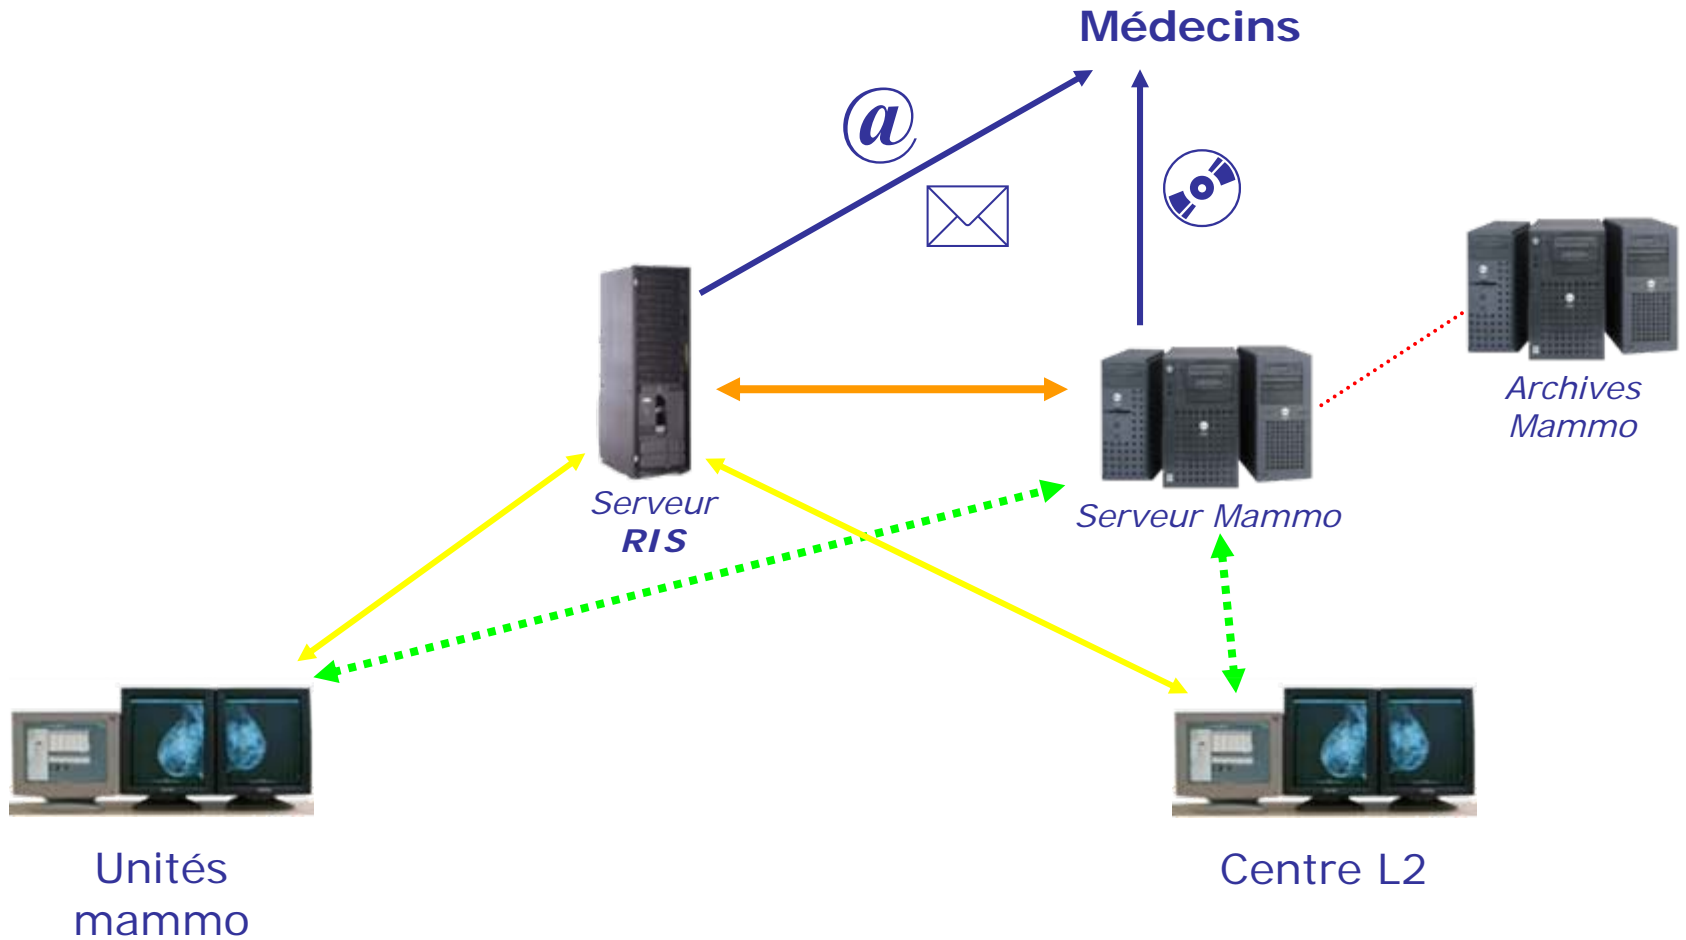 Médecins
@
Archives
Mammo
Serveur
RIS
Serveur Mammo
Unités
mammo
Centre L2